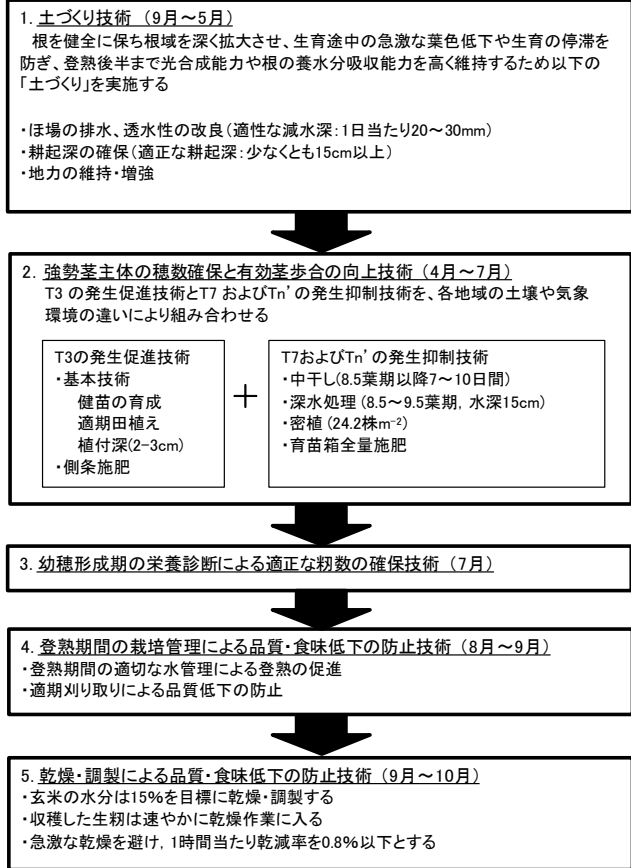 1. 土づくり技術 (9月～5月)
根を健全に保ち根域を深く拡大させ、生育途中の急激な葉色低下や生育の停滞を
防ぎ、登熟後半まで光合成能力や根の養水分吸収能力を高く維持するため以下の
「土づくり」を実施する
・ほ場の排水、透水性の改良（適性な減水深：1日当たり20～30mm）
・耕起深の確保（適正な耕起深：少なくとも15cm以上）
・地力の維持・増強
2. 強勢茎主体の穂数確保と有効茎歩合の向上技術 (4月～7月)
T3 の発生促進技術とT7 およびTn’の発生抑制技術を、各地域の土壌や気象
環境の違いにより組み合わせる
T3の発生促進技術
・基本技術
健苗の育成
適期田植え
植付深(2-3cm)
・側条施肥
＋
T7およびTn’の発生抑制技術
・中干し(8.5葉期以降7～10日間)
・深水処理 (8.5～9.5葉期, 水深15cm)
・密植 (24.2株m⁻²)
・育苗箱全量施肥
3. 幼穂形成期の栄養診断による適正な籾数の確保技術 (7月)
4. 登熟期間の栽培管理による品質・食味低下の防止技術 (8月～9月)
・登熟期間の適切な水管理による登熟の促進
・適期刈り取りによる品質低下の防止
5. 乾燥・調製による品質・食味低下の防止技術 (9月～10月)
・玄米の水分は15%を目標に乾燥・調製する
・収穫した生籾は速やかに乾燥作業に入る
・急激な乾燥を避け, 1時間当たり乾減率を0.8%以下とする